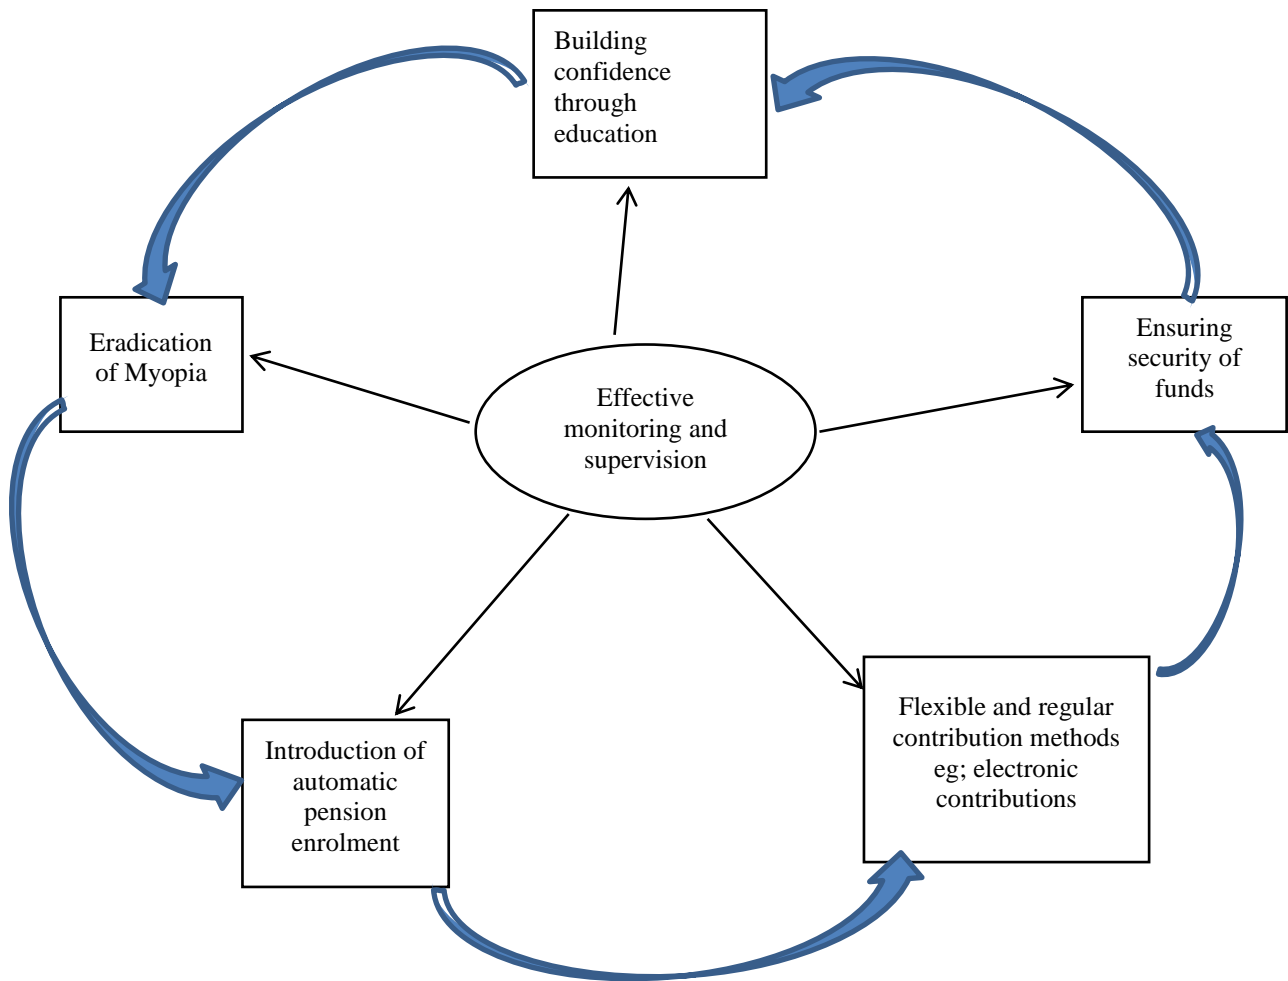 Building
confidence
through
education
Eradication
of Myopia
Effective
monitoring and
supervision
Ensuring
security of
funds
Introduction of
automatic
pension
enrolment
Flexible and regular
contribution methods
eg; electronic
contributions